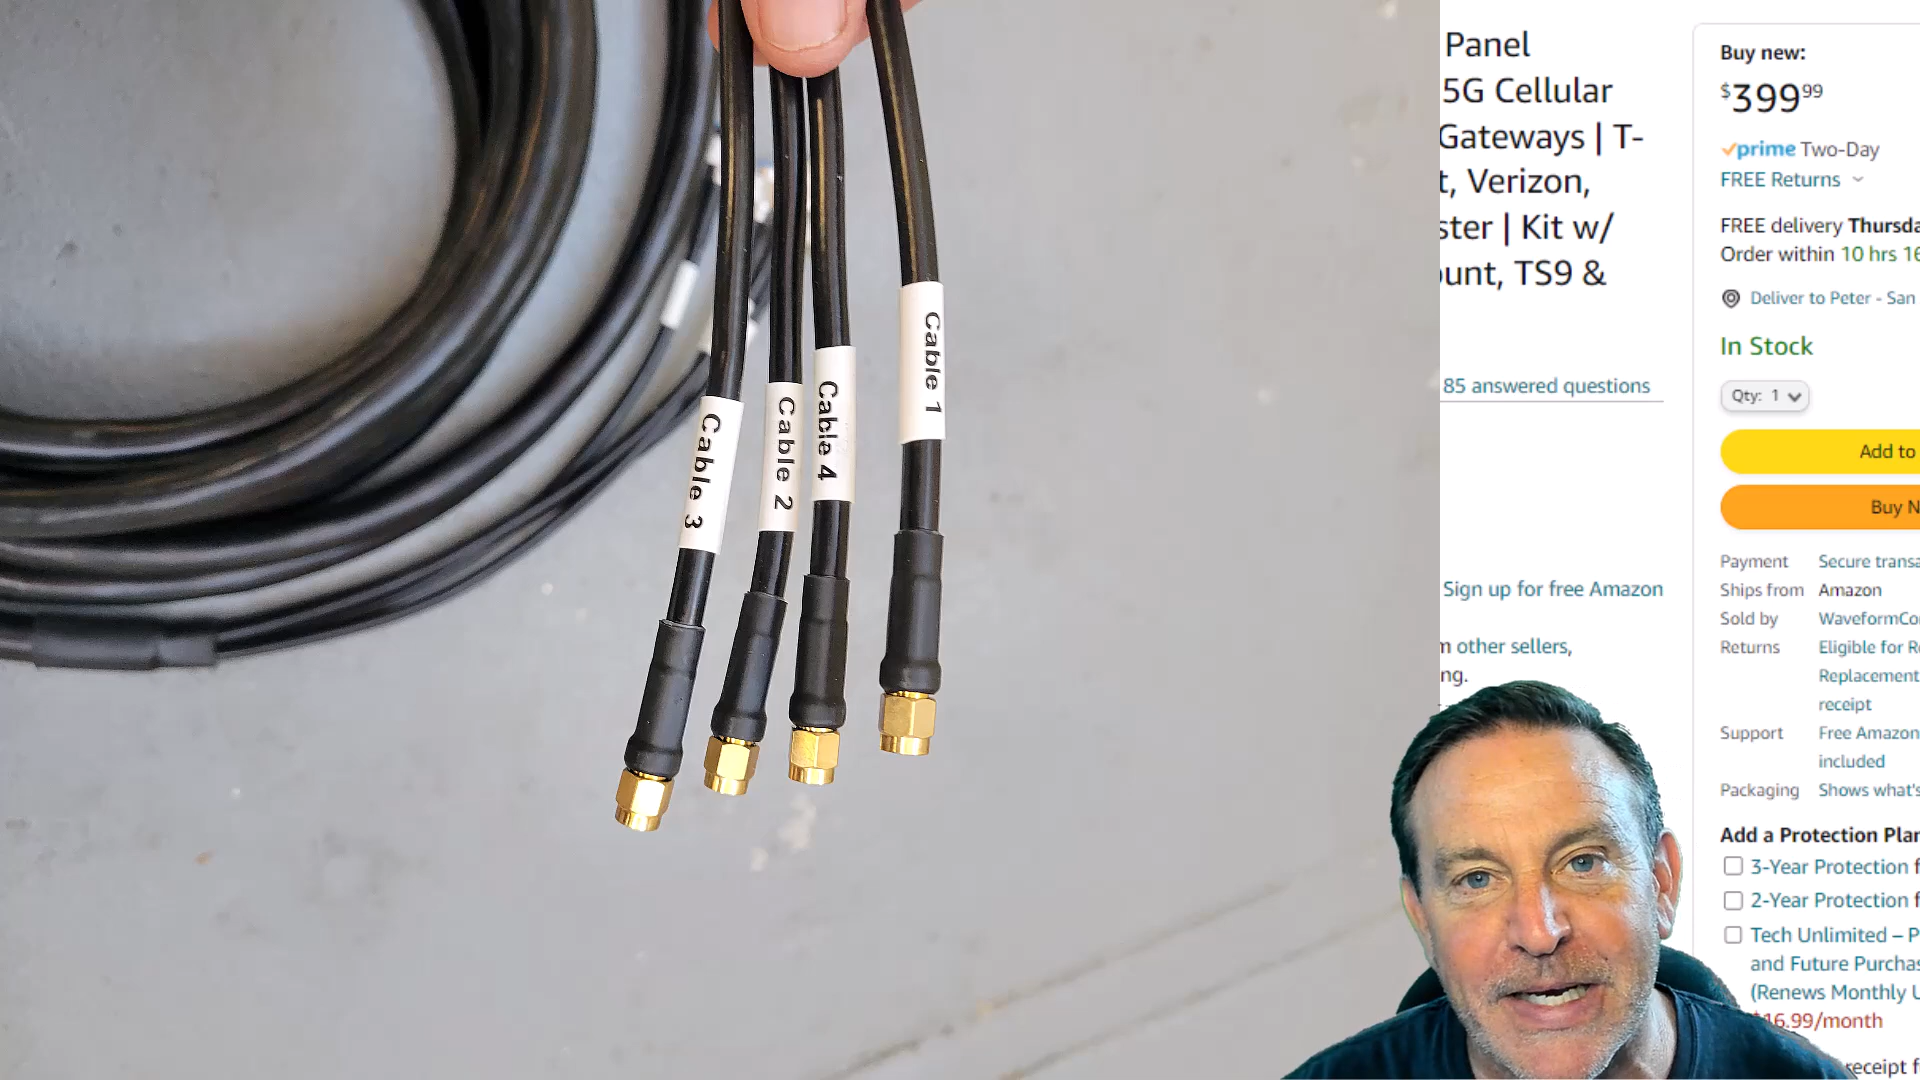 Cable 3
Cable 2
Cable 4
Cable 1
Panel
5G Cellular
Gateways | T-
t, Verizon,
ster | Kit w/
ount, TS9 &
85 answered questions
Sign up for free Amazon
m other sellers,
ng.
Buy new:
$399.99
prime Two-Day
FREE Returns
FREE delivery Thursda
Order within 10 hrs 16
Deliver to Peter - San
In Stock
Qty: 1
Add to
Buy N
Payment Secure transa
Ships from Amazon
Sold by WaveformCo
Returns Eligible for R
Replacement
receipt
Support Free Amazon
included
Packaging Shows what's
Add a Protection Plan
3-Year Protection f
2-Year Protection f
Tech Unlimited – P
and Future Purchas
(Renews Monthly U
16.99/month
receipt f